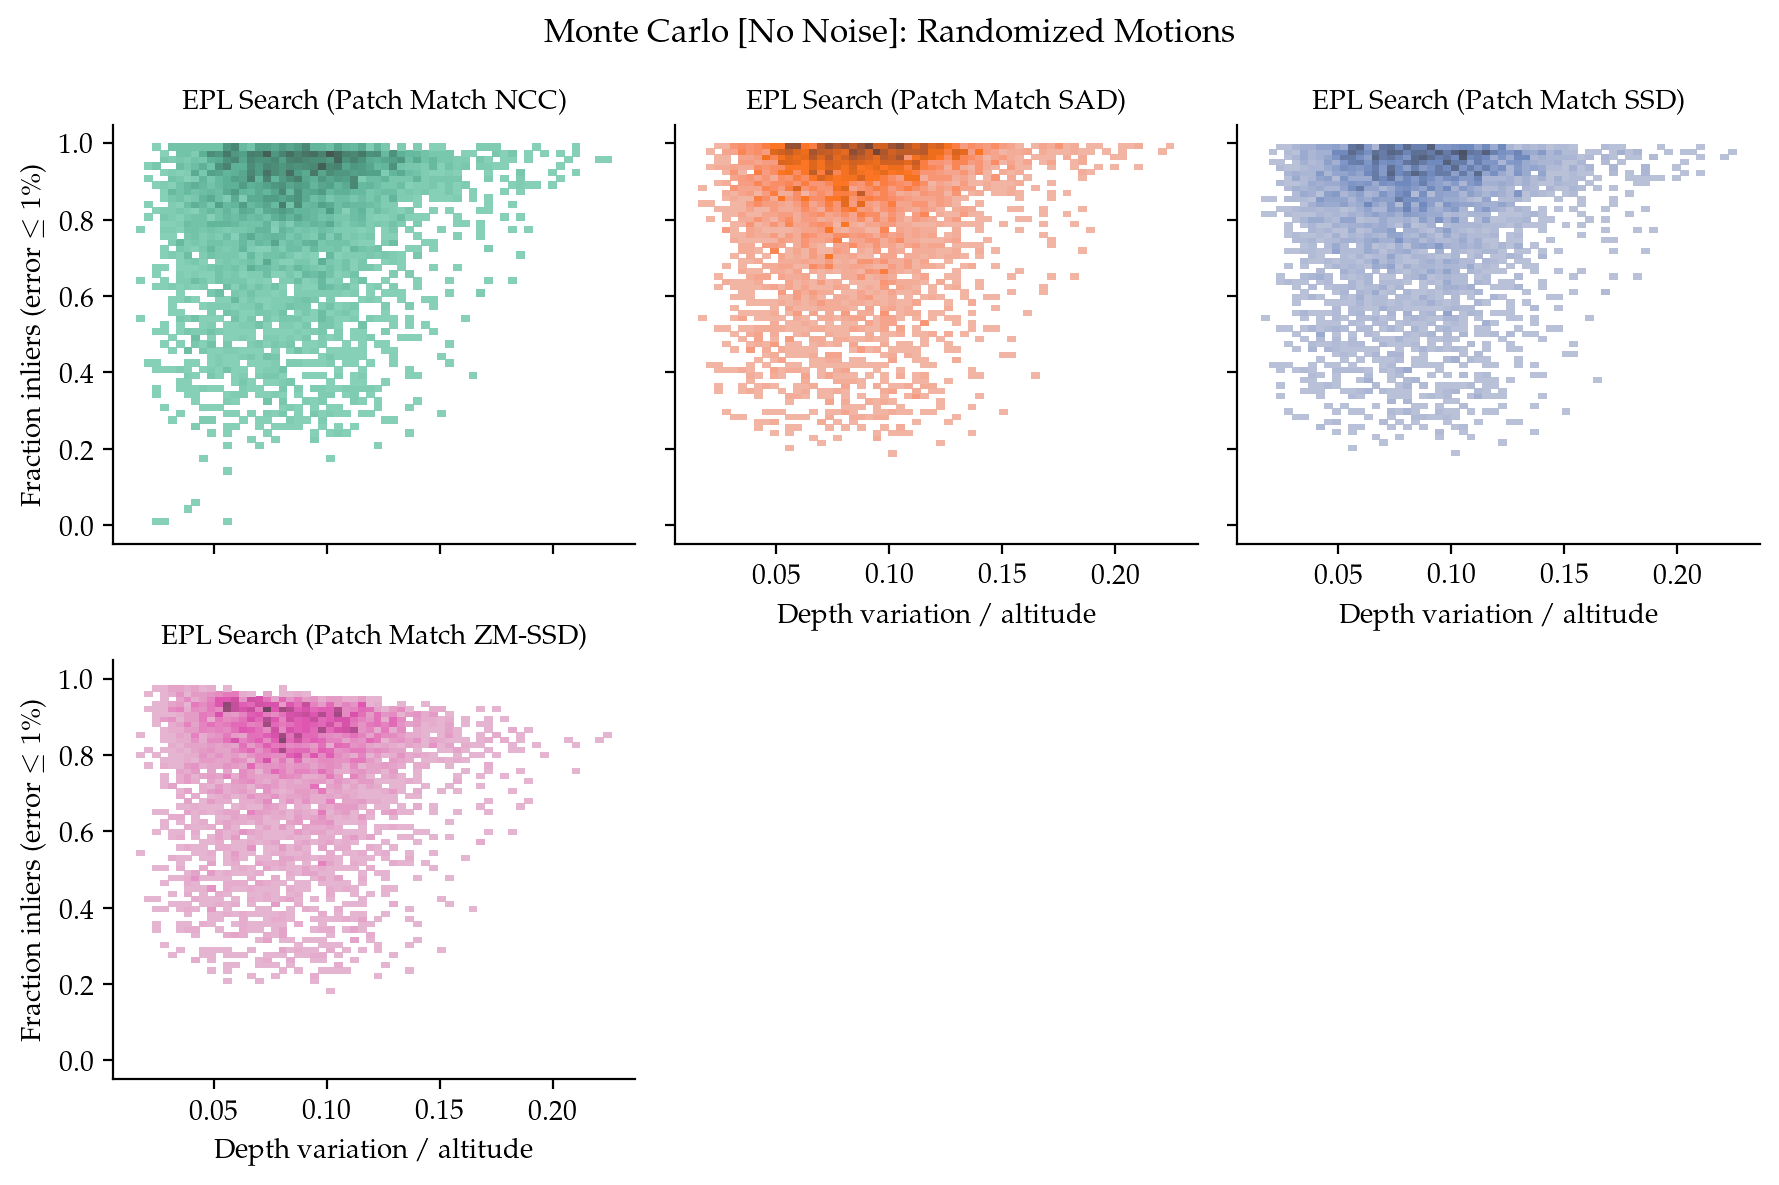 Monte Carlo [No Noise]: Randomized Motions
EPL Search (Patch Match NCC)
Fraction inliers (error ≤ 1%)
1.0
0.8
0.6
0.4
0.2
0.0
EPL Search (Patch Match SAD)
0.05 0.10 0.15 0.20
Depth variation / altitude
EPL Search (Patch Match SSD)
0.05 0.10 0.15 0.20
Depth variation / altitude
EPL Search (Patch Match ZM-SSD)
Fraction inliers (error ≤ 1%)
1.0
0.8
0.6
0.4
0.2
0.0
0.05 0.10 0.15 0.20
Depth variation / altitude